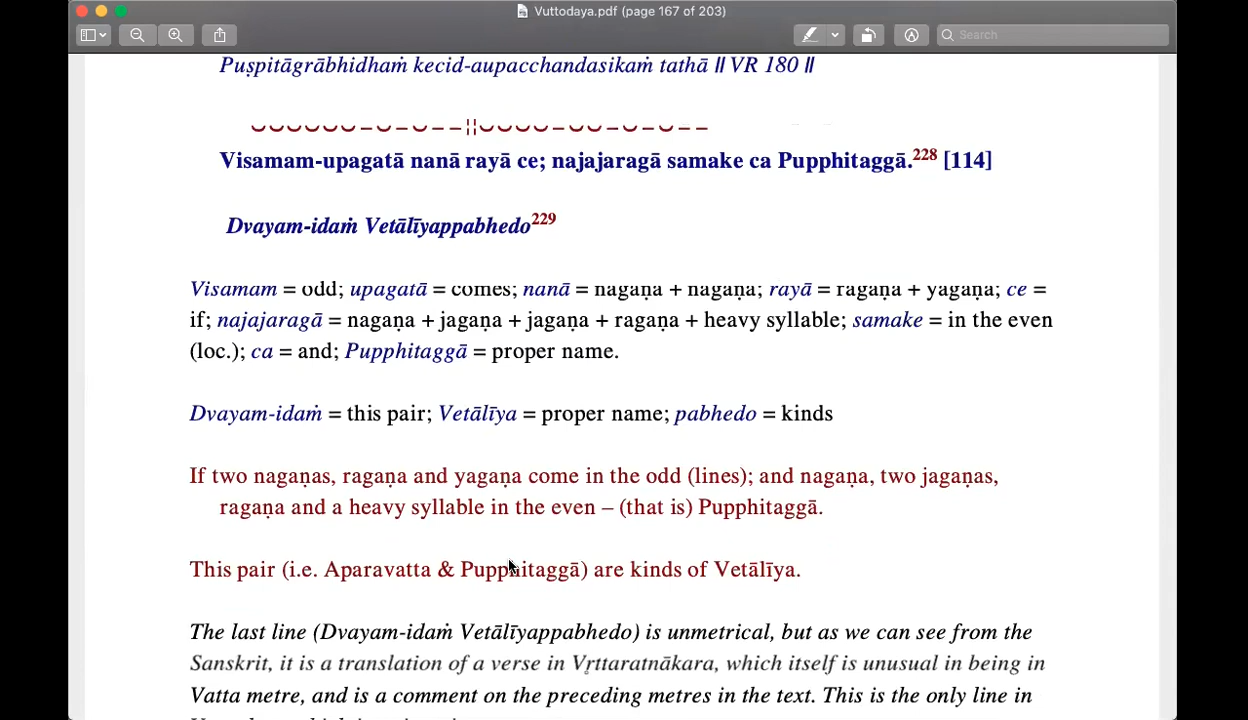 Vuttodaya.pdf (page 167 of 203)
Search
Puṣpitāgrābhidhaṁ kecid-aupacchandasikaṁ tathā ǁ VR 180 ǁ
⏑⏑⏑⏑⏑⏑−⏑−⏑−−¦¦⏑⏑⏑⏑−⏑⏑−⏑−⏑−−
Visamam-upagatā nanā rayā ce; najajaragā samake ca Pupphitaggā.228 [114]
Dvayam-idaṁ Vetālīyappabhedo229
Visamam = odd; upagatā = comes; nanā = nagaṇa + nagaṇa; rayā = ragaṇa + yagaṇa; ce =
if; najajaragā = nagaṇa + jagaṇa + jagaṇa + ragaṇa + heavy syllable; samake = in the even
(loc.); ca = and; Pupphitaggā = proper name.
Dvayam-idaṁ = this pair; Vetālīya = proper name; pabhedo = kinds
If two nagaṇas, ragaṇa and yagaṇa come in the odd (lines); and nagaṇa, two jagaṇas,
ragaṇa and a heavy syllable in the even – (that is) Pupphitaggā.
This pair (i.e. Aparavatta & Pupphitaggā) are kinds of Vetālīya.
The last line (Dvayam-idaṁ Vetālīyappabhedo) is unmetrical, but as we can see from the
Sanskrit, it is a translation of a verse in Vṛttaratnākara, which itself is unusual in being in
Vatta metre, and is a comment on the preceding metres in the text. This is the only line in